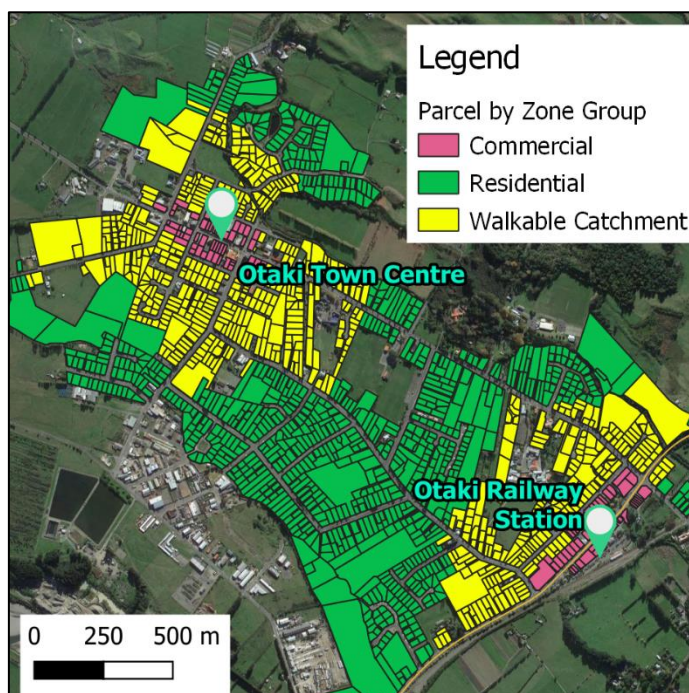 Legend
Parcel by Zone Group
Commercial
Residential
Walkable Catchment
Otaki Town Centre
Otaki Railway
Station
0 250 500 m